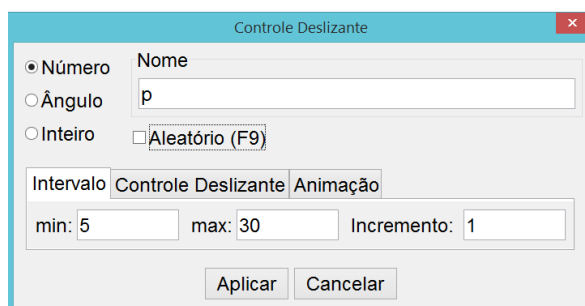 Controle Deslizante
Número
Nome
Ângulo
p
Inteiro
Aleatório (F9)
Intervalo Controle Deslizante Animação
min: 5 max: 30 Incremento: 1
Aplicar Cancelar